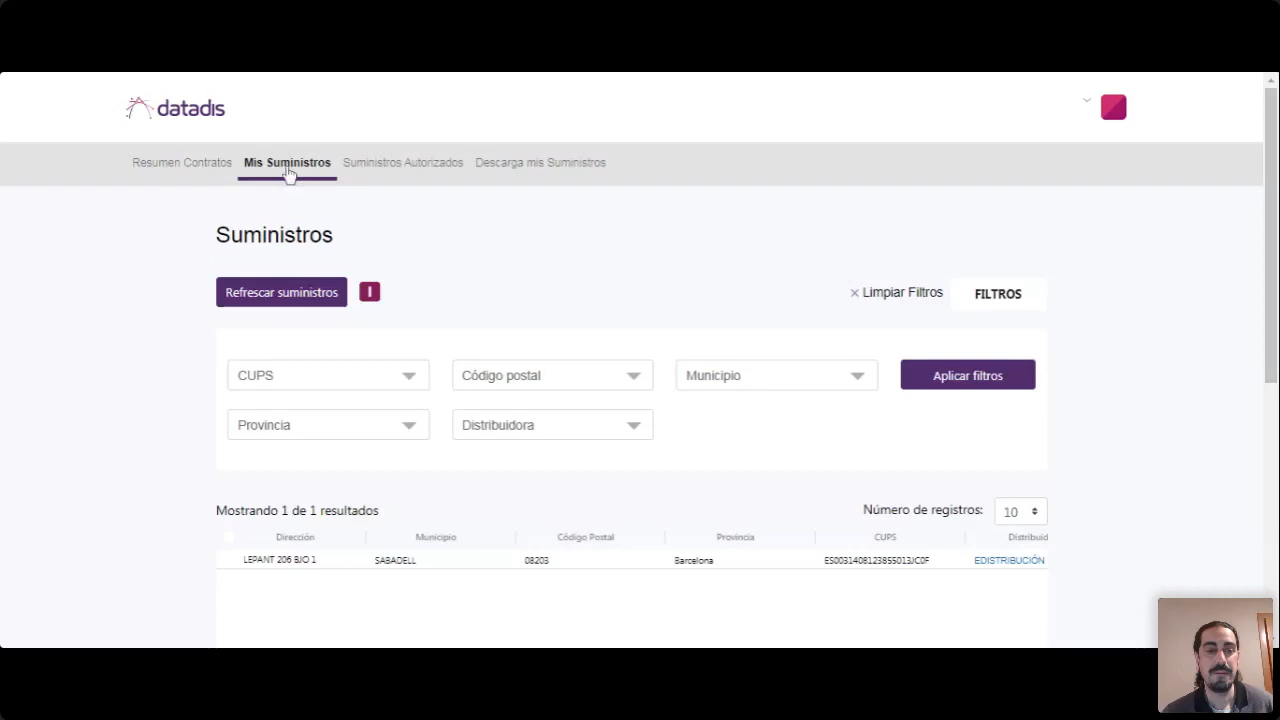 datadis
Resumen Contratos Mis Suministros Suministros Autorizados Descarga mis Suministros
Suministros
Refrescar suministros I × Limpiar Filtros FILTROS
CUPS Código postal Municipio Aplicar filtros
Provincia Distribuidora
Mostrando 1 de 1 resultados Número de registros: 10
Dirección Municipio Código Postal Provincia CUPS Distribuid
LEPANT 206 BJO 1 SABADELL 08203 Barcelona ES0031408123855013JC0F EDISTRIBUCIÓN